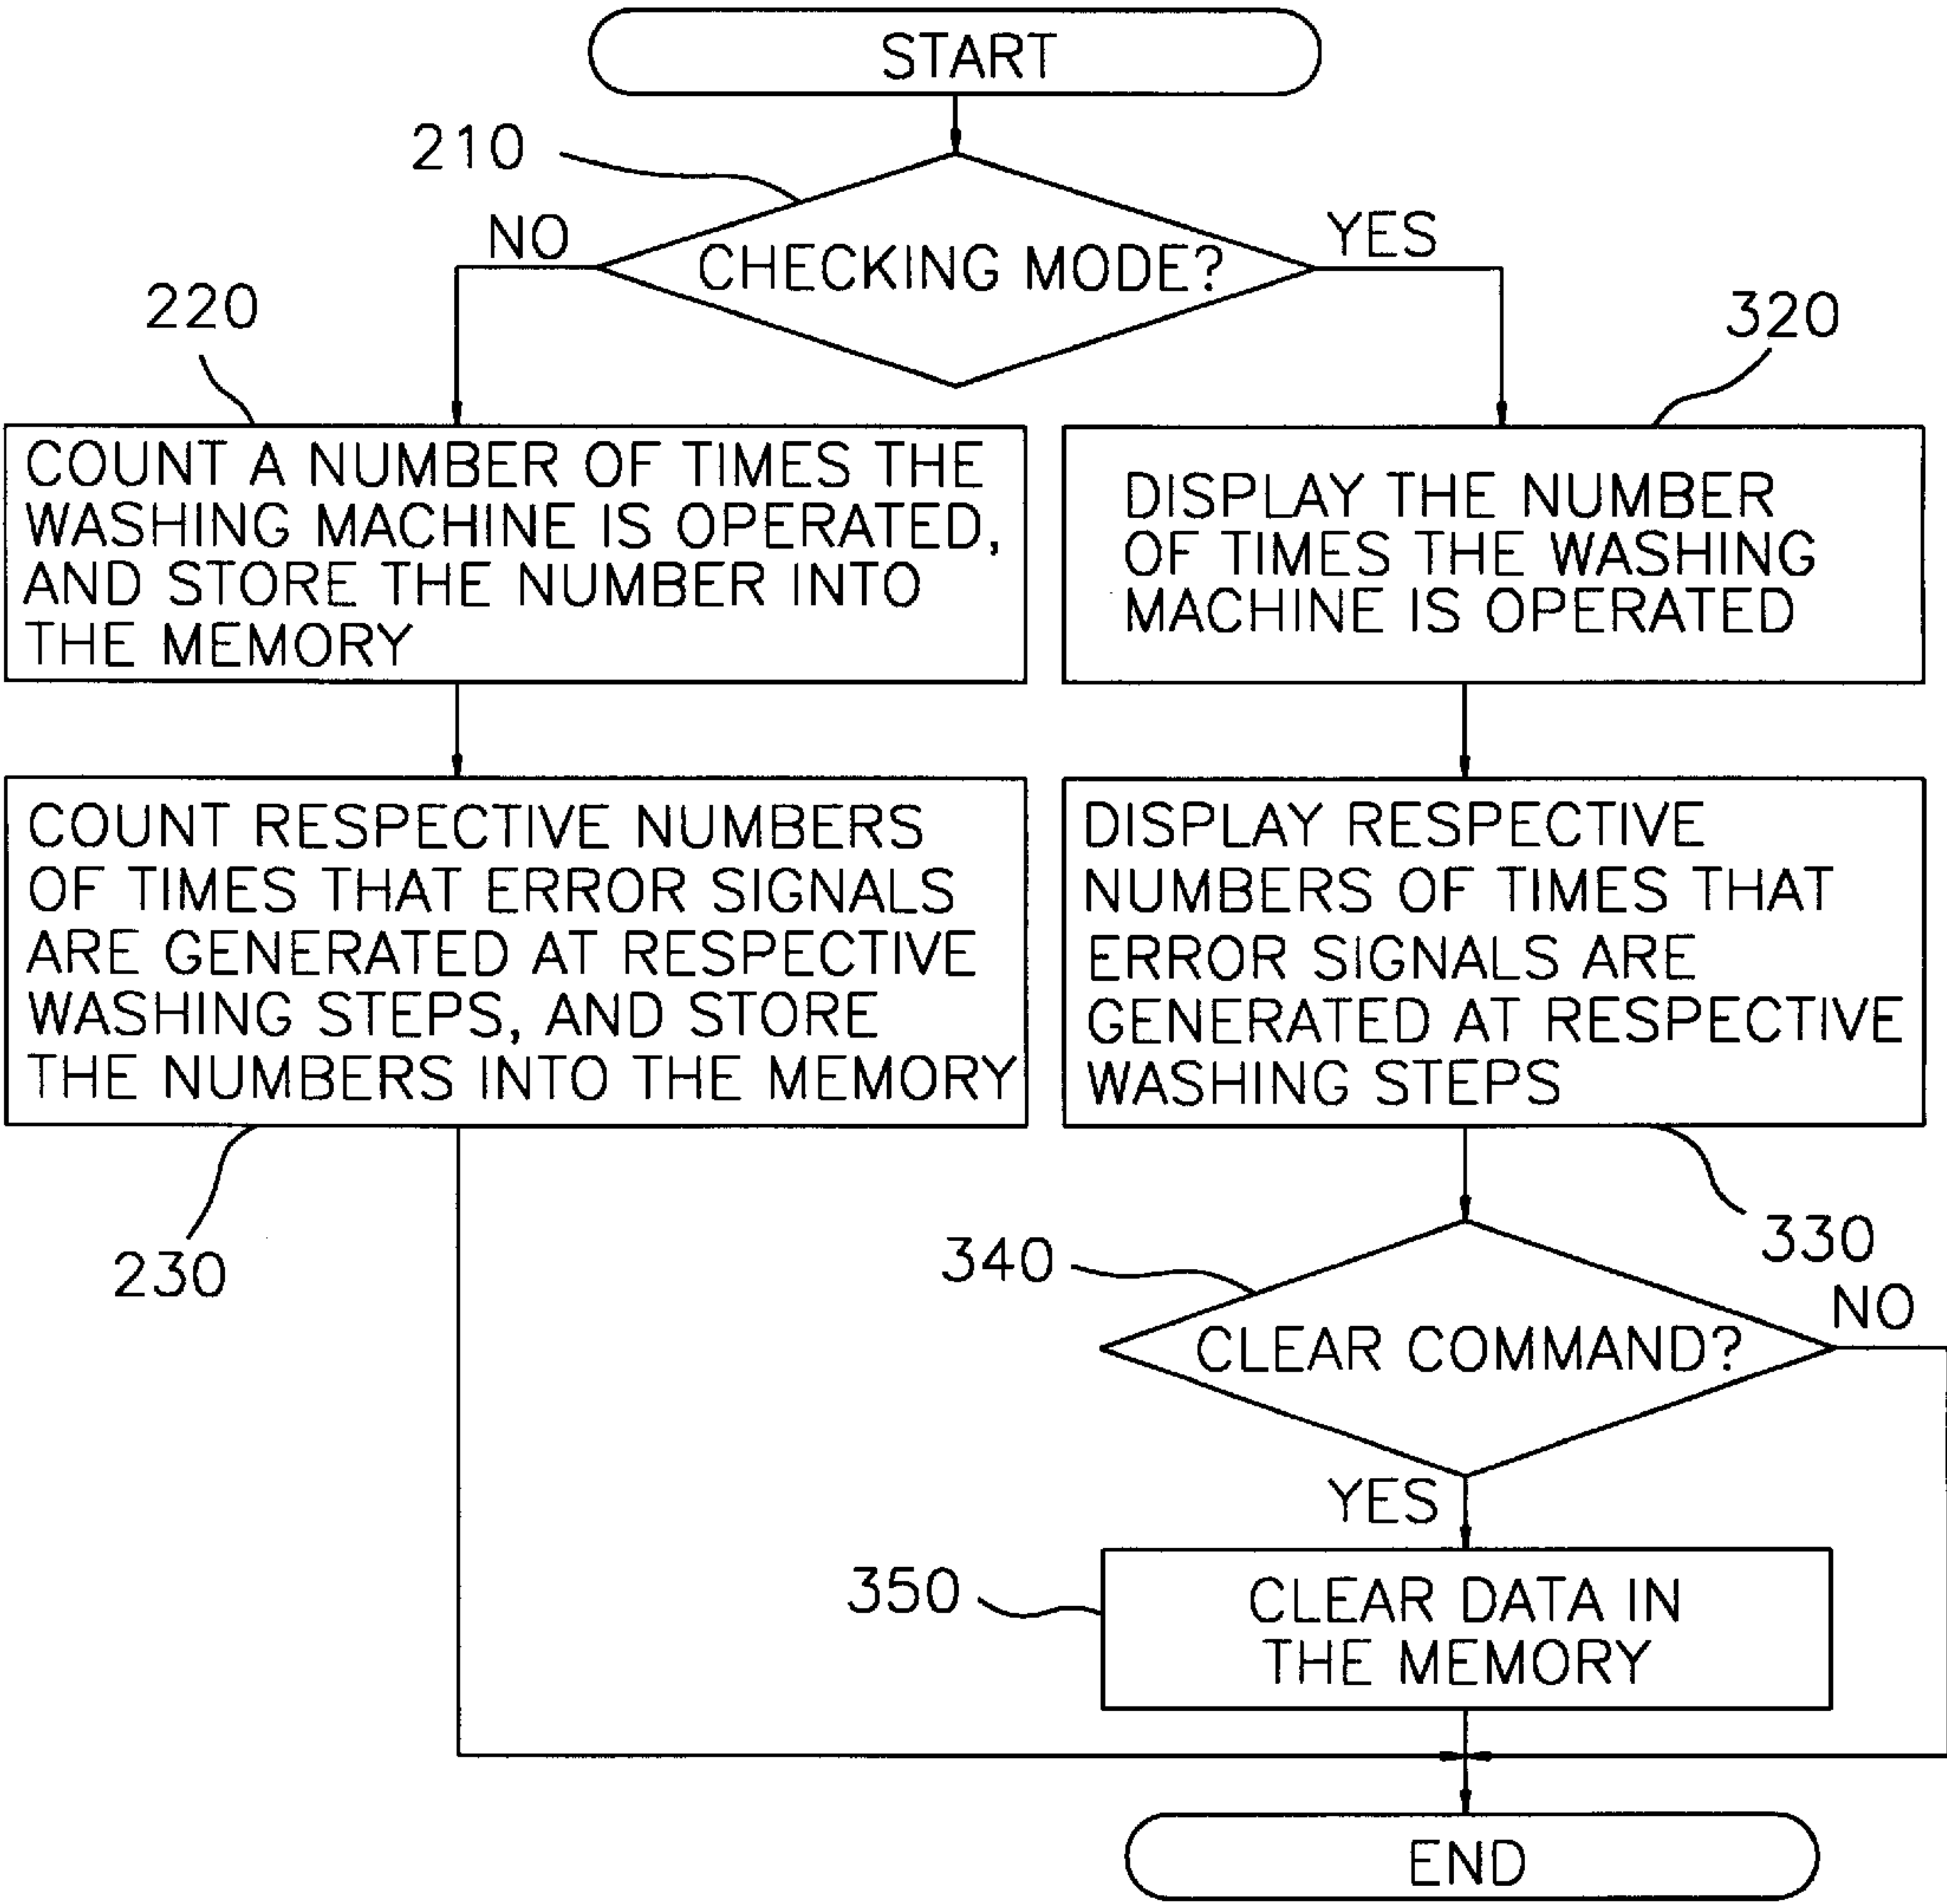 START
210
NO
CHECKING MODE?
YES
220
320
COUNT A NUMBER OF TIMES THE
WASHING MACHINE IS OPERATED,
AND STORE THE NUMBER INTO
THE MEMORY
DISPLAY THE NUMBER
OF TIMES THE WASHING
MACHINE IS OPERATED
COUNT RESPECTIVE NUMBERS
OF TIMES THAT ERROR SIGNALS
ARE GENERATED AT RESPECTIVE
WASHING STEPS, AND STORE
THE NUMBERS INTO THE MEMORY
DISPLAY RESPECTIVE
NUMBERS OF TIMES THAT
ERROR SIGNALS ARE
GENERATED AT RESPECTIVE
WASHING STEPS
230
330
340
NO
CLEAR COMMAND?
YES
350
CLEAR DATA IN
THE MEMORY
END